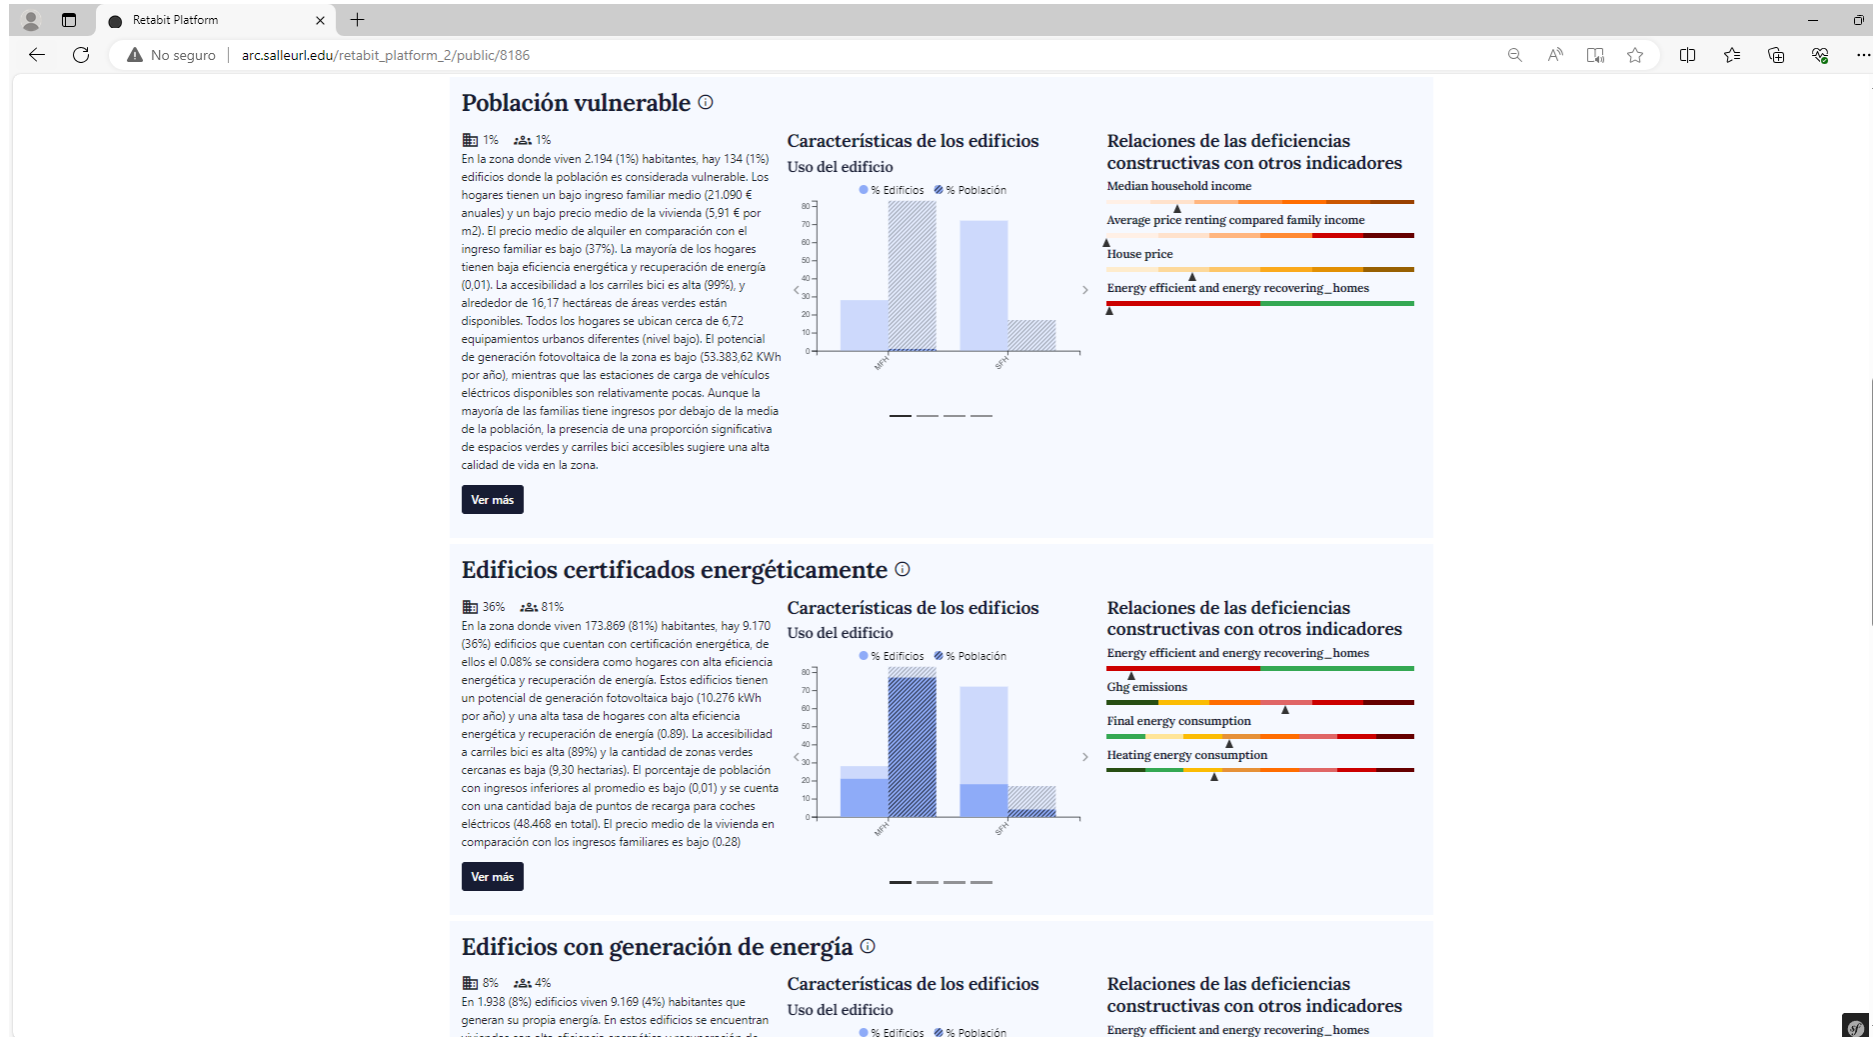 Retabit Platform
No seguro
arc.salleurl.edu/retabit_platform_2/public/8186
Población vulnerable
1% 1%
En la zona donde viven 2.194 (1%) habitantes, hay 134 (1%)
edificios donde la población es considerada vulnerable. Los
hogares tienen un bajo ingreso familiar medio (21.090 €
anuales) y un bajo precio medio de la vivienda (5,91 € por
m2). El precio medio de alquiler en comparación con el
ingreso familiar es bajo (37%). La mayoría de los hogares
tienen baja eficiencia energética y recuperación de energía
(0,01). La accesibilidad a los carriles bici es alta (99%), y
alrededor de 16,17 hectáreas de áreas verdes están
disponibles. Todos los hogares se ubican cerca de 6,72
equipamientos urbanos diferentes (nivel bajo). El potencial
de generación fotovoltaica de la zona es bajo (53.383,62 KWh
por año), mientras que las estaciones de carga de vehículos
eléctricos disponibles son relativamente pocas. Aunque la
mayoría de las familias tiene ingresos por debajo de la media
de la población, la presencia de una proporción significativa
de espacios verdes y carriles bici accesibles sugiere una alta
calidad de vida en la zona.
Ver más
Características de los edificios
Uso del edificio
% Edificios % Población
80
70
60
50
40
30
20
10
0
MFH
SFH
Relaciones de las deficiencias
constructivas con otros indicadores
Median household income
Average price renting compared family income
House price
Energy efficient and energy recovering_homes
Edificios certificados energéticamente
36% 81%
En la zona donde viven 173.869 (81%) habitantes, hay 9.170
(36%) edificios que cuentan con certificación energética, de
ellos el 0.08% se considera como hogares con alta eficiencia
energética y recuperación de energía. Estos edificios tienen
un potencial de generación fotovoltaica bajo (10.276 kWh
por año) y una alta tasa de hogares con alta eficiencia
energética y recuperación de energía (0.89). La accesibilidad
a carriles bici es alta (89%) y la cantidad de zonas verdes
cercanas es baja (9,30 hectarias). El porcentaje de población
con ingresos inferiores al promedio es bajo (0,01) y se cuenta
con una cantidad baja de puntos de recarga para coches
eléctricos (48.468 en total). El precio medio de la vivienda en
comparación con los ingresos familiares es bajo (0.28)
Ver más
Características de los edificios
Uso del edificio
% Edificios % Población
80
70
60
50
40
30
20
10
0
MFH
SFH
Relaciones de las deficiencias
constructivas con otros indicadores
Energy efficient and energy recovering_homes
Ghg emissions
Final energy consumption
Heating energy consumption
Edificios con generación de energía
8% 4%
En 1.938 (8%) edificios viven 9.169 (4%) habitantes que
generan su propia energía. En estos edificios se encuentran
Características de los edificios
Uso del edificio
% Edificios % Población
Relaciones de las deficiencias
constructivas con otros indicadores
Energy efficient and energy recovering_homes
sf